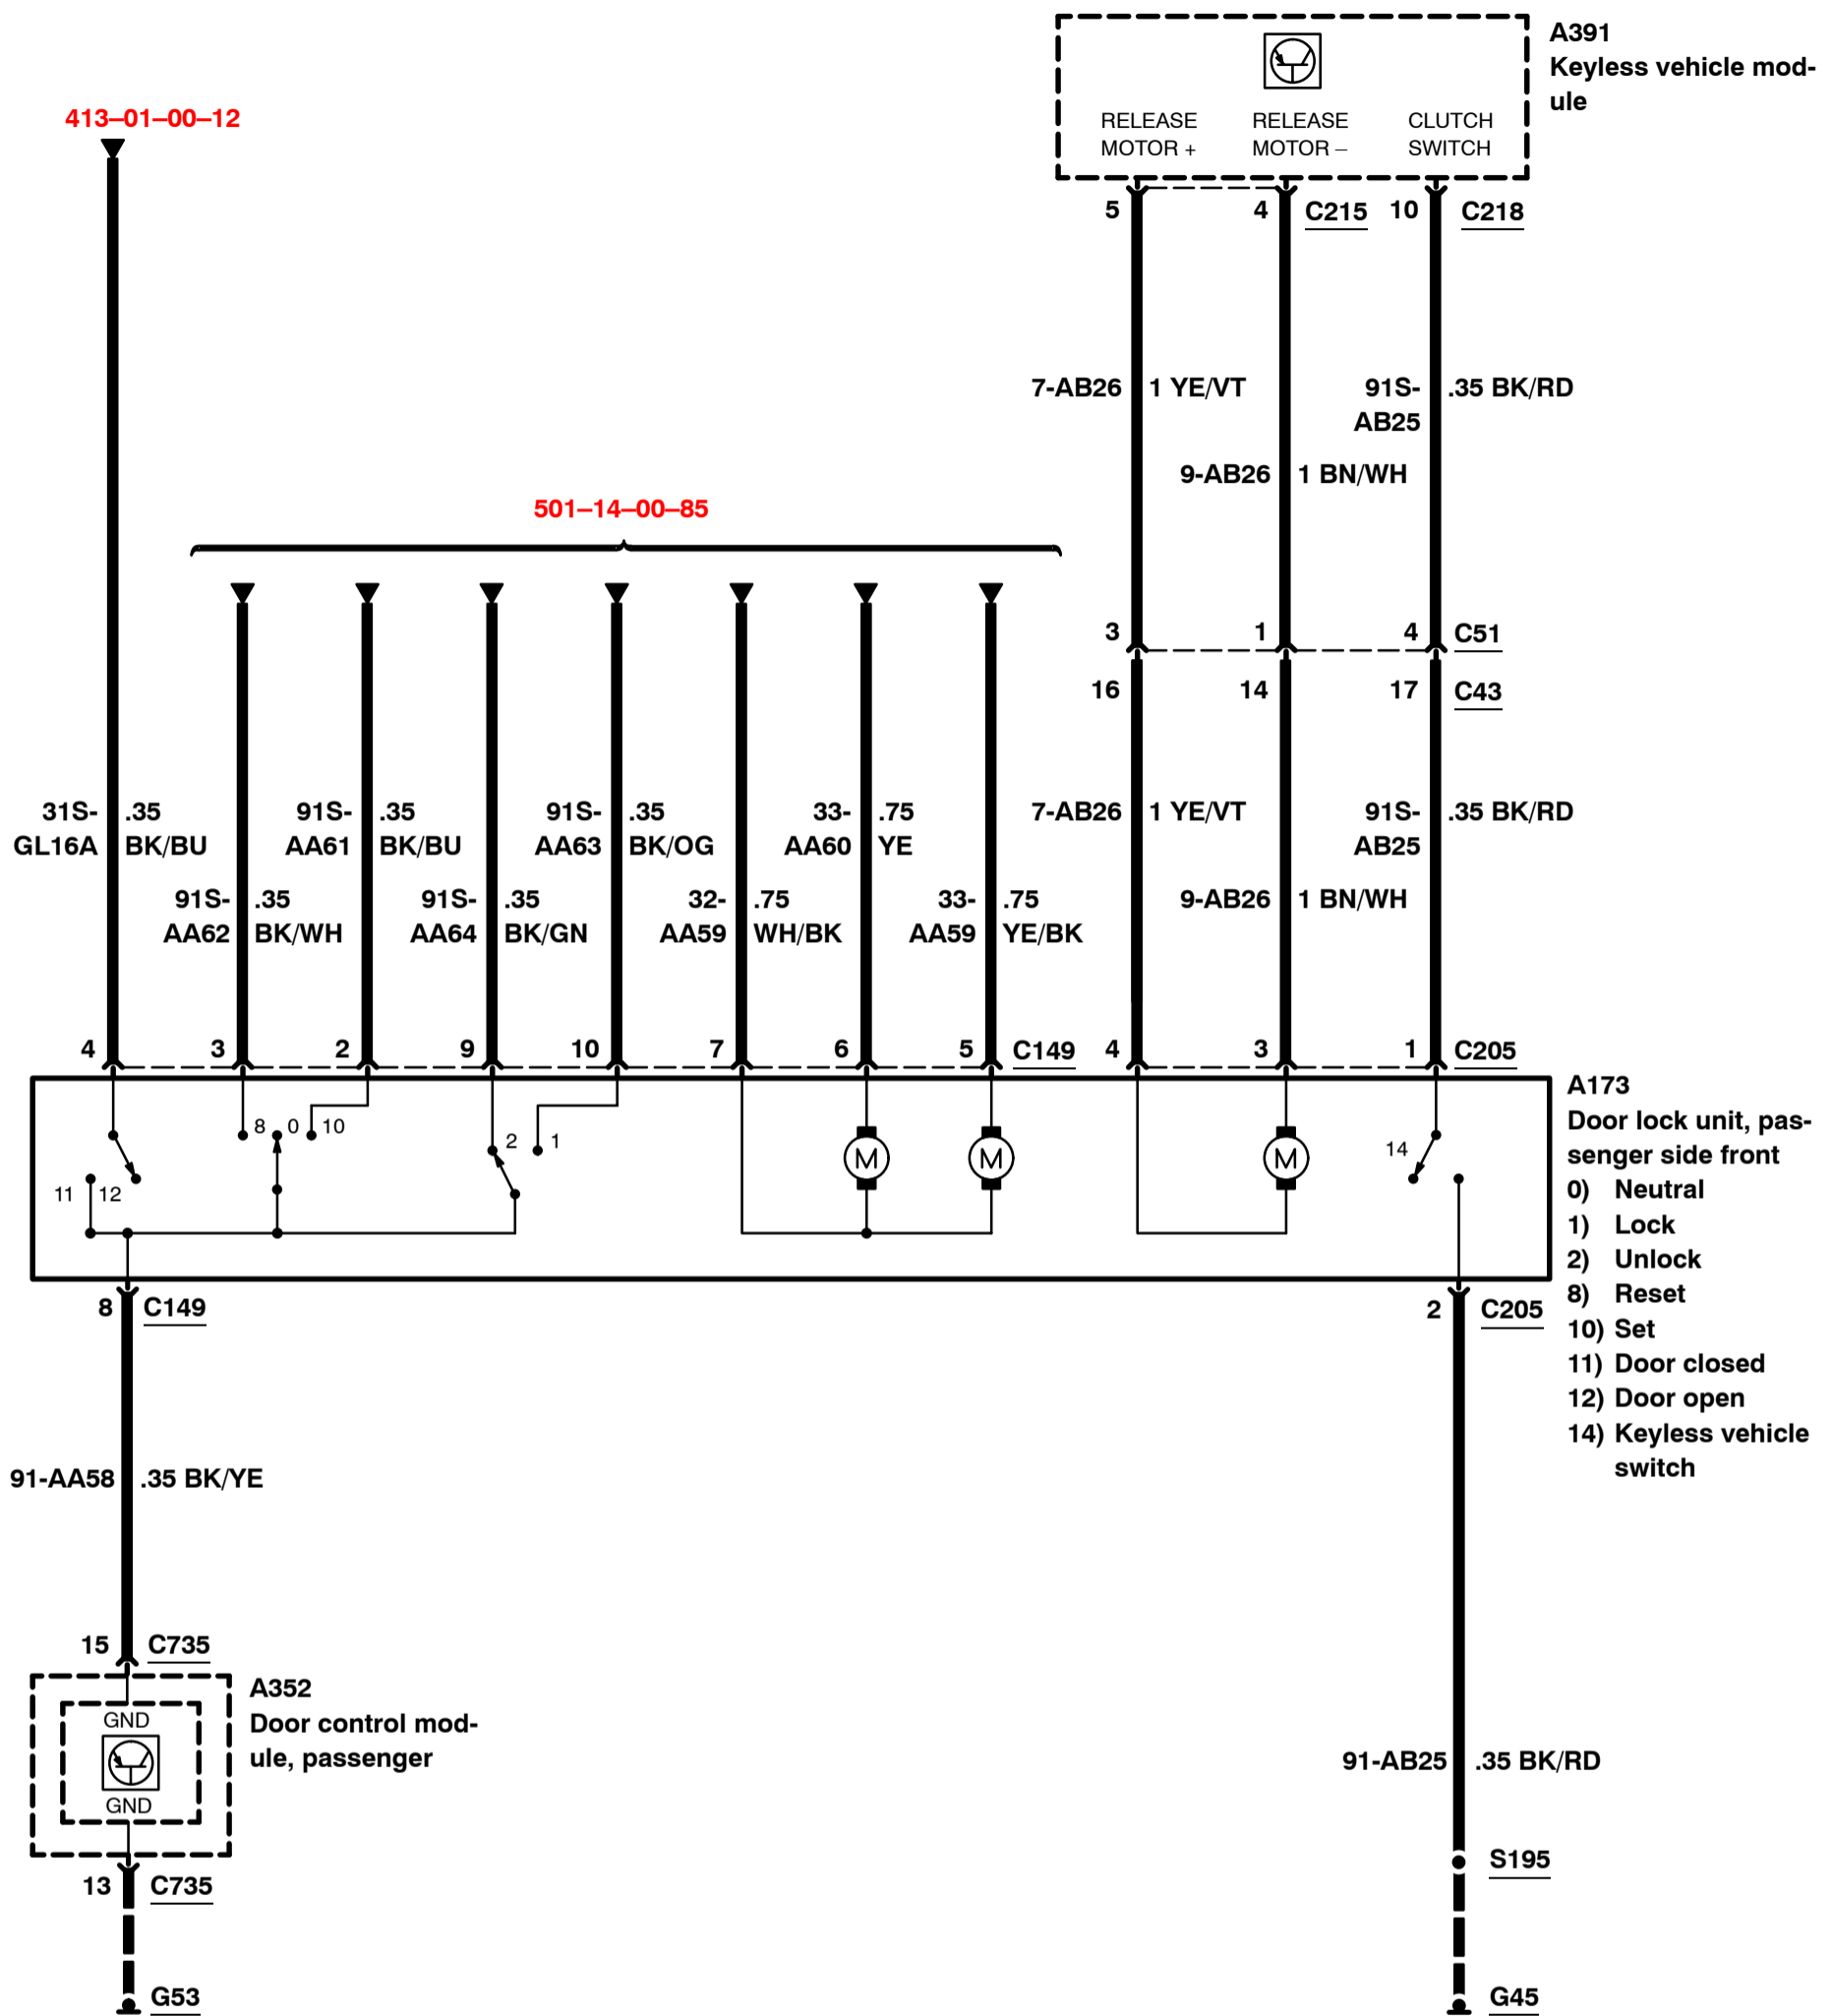 A391
Keyless vehicle mod-
ule
RELEASE MOTOR +
RELEASE MOTOR –
CLUTCH SWITCH
413–01–00–12
5 4 C215 10 C218
7-AB26 1 YE/VT
91S-AB25 .35 BK/RD
9-AB26 1 BN/WH
501–14–00–85
3 1 4 C51
16 14 17 C43
31S-GL16A .35 BK/BU
91S-AA61 .35 BK/BU
91S-AA63 .35 BK/OG
33-AA60 .75 YE
7-AB26 1 YE/VT
91S-AB25 .35 BK/RD
91S-AA62 .35 BK/WH
91S-AA64 .35 BK/GN
32-AA59 .75 WH/BK
33-AA59 .75 YE/BK
9-AB26 1 BN/WH
4 3 2 9 10 7 6 5 C149 4 3 1 C205
8 0 10 2 1
M M M
14
11 12
A173
Door lock unit, pas-
senger side front
0) Neutral
1) Lock
2) Unlock
8) Reset
10) Set
11) Door closed
12) Door open
14) Keyless vehicle
switch
8 C149
2 C205
91-AA58 .35 BK/YE
15 C735
A352
Door control mod-
ule, passenger
GND
GND
91-AB25 .35 BK/RD
13 C735
S195
G53
G45